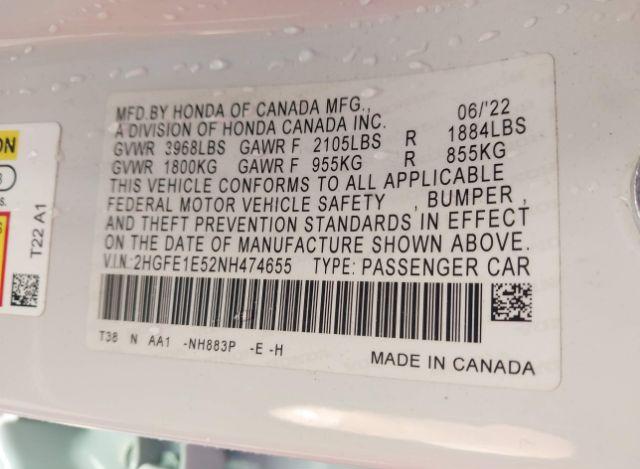 MFD.BY HONDA OF CANADA MFG., 06/'22
A DIVISION OF HONDA CANADA INC.
GVWR 3968LBS GAWR F 2105LBS R 1884LBS
GVWR 1800KG GAWR F 955KG R 855KG
THIS VEHICLE CONFORMS TO ALL APPLICABLE
FEDERAL MOTOR VEHICLE SAFETY , BUMPER ,
AND THEFT PREVENTION STANDARDS IN EFFECT
ON THE DATE OF MANUFACTURE SHOWN ABOVE.
V.I.N.:2HGFE1E52NH474655 TYPE: PASSENGER CAR
T38 N AA1 -NH883P -E -H
MADE IN CANADA
T22 A1